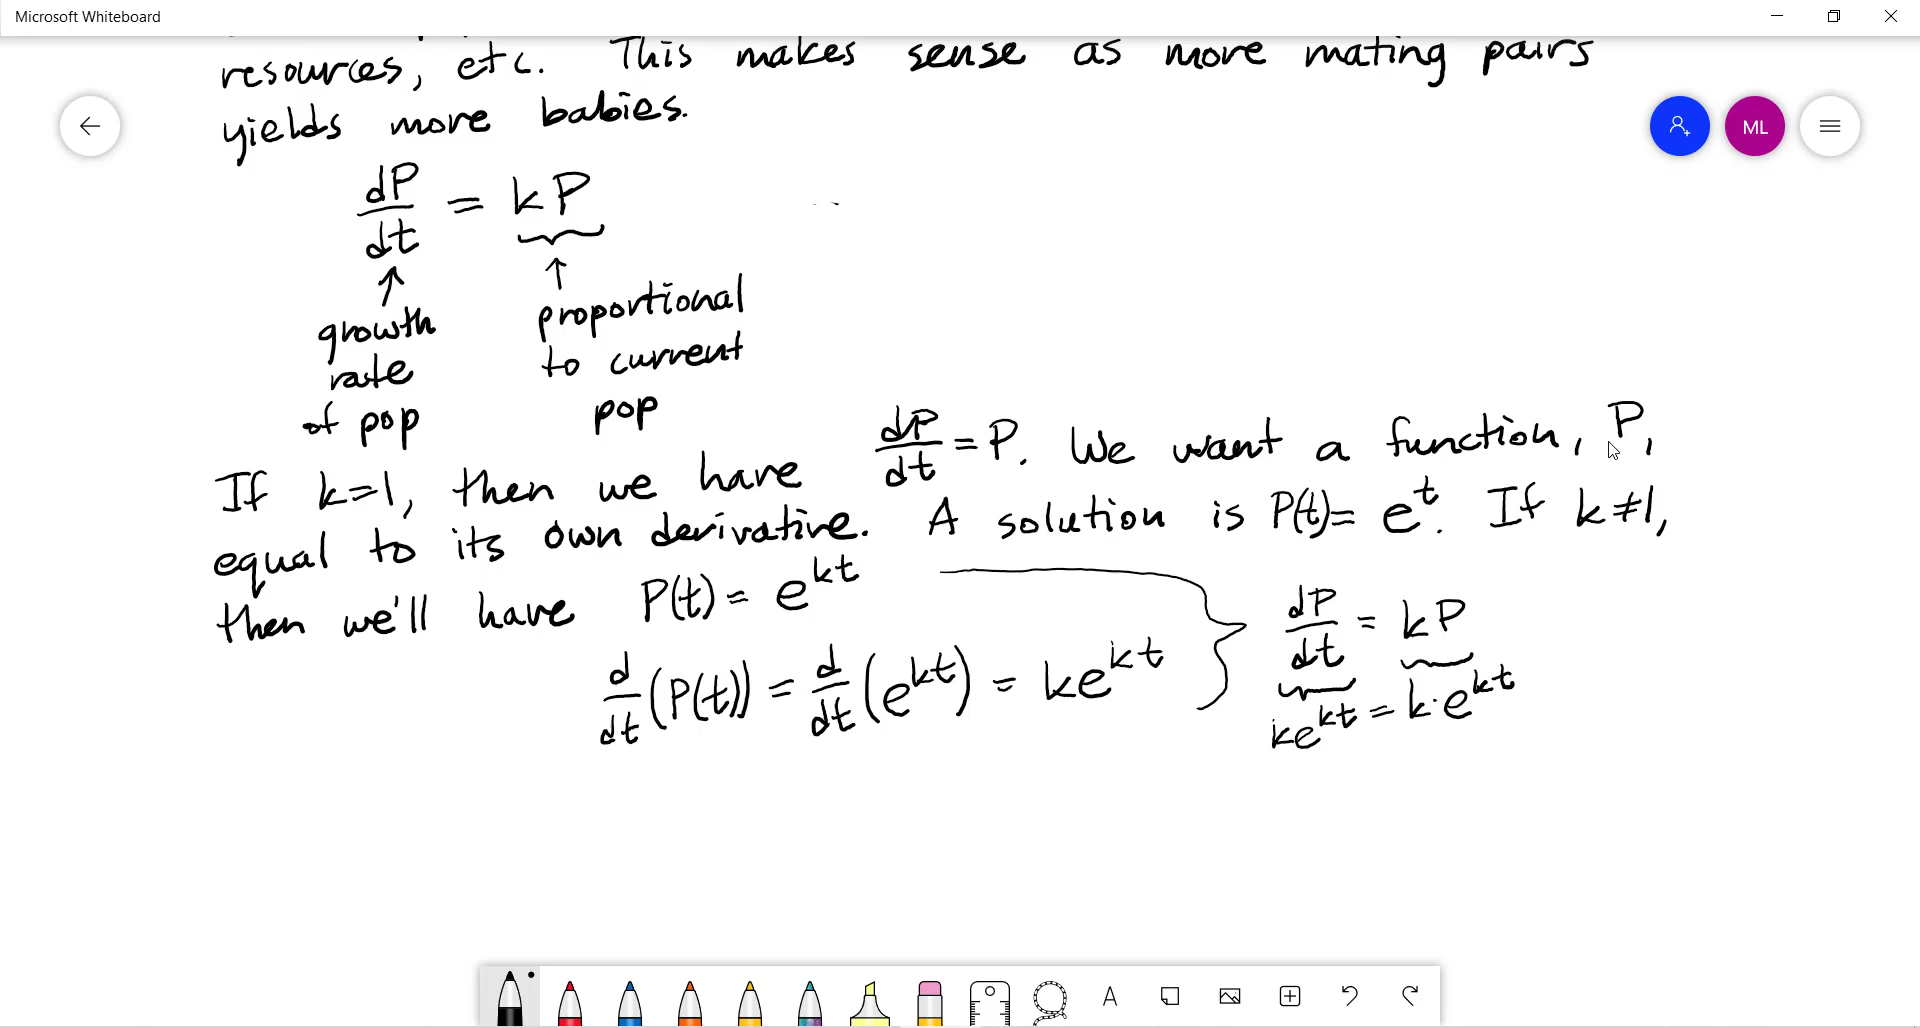 Microsoft Whiteboard
resources, etc. This makes sense as more mating pairs
yields more babies.
ML
dP/dt = kP
growth rate of pop
proportional to current pop
If k=1, then we have dP/dt = P. We want a function, P,
equal to its own derivative. A solution is P(t)= e^t. If k≠1,
then we'll have P(t) = e^{kt}
d/dt (P(t)) = d/dt (e^{kt}) = ke^{kt}
dP/dt = kP
ke^{kt} = k·e^{kt}
A